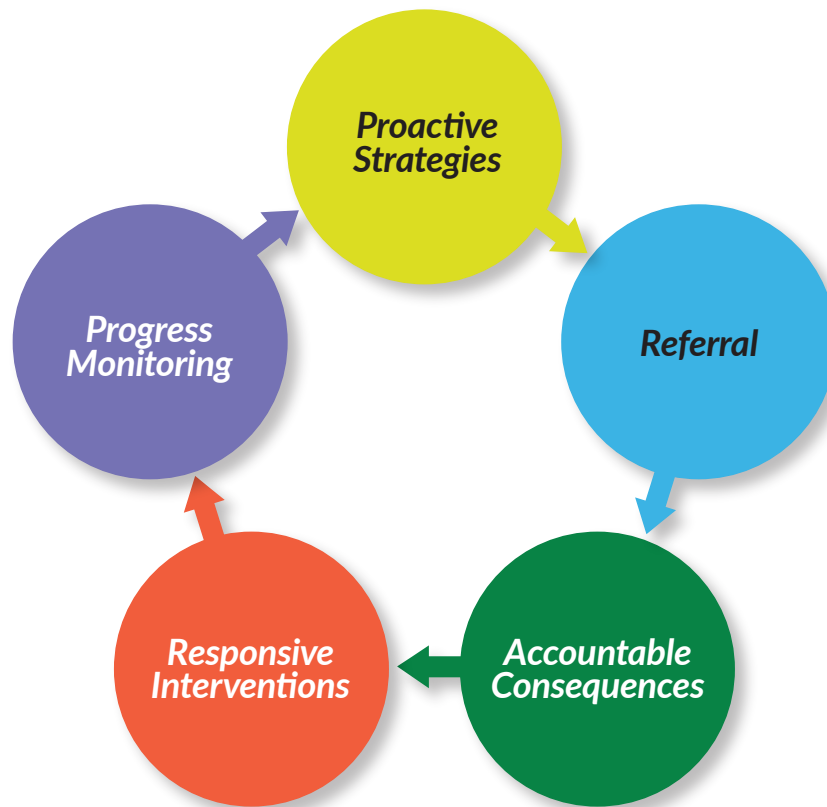 Proactive
Strategies
Referral
Accountable
Consequences
Responsive
Interventions
Progress
Monitoring